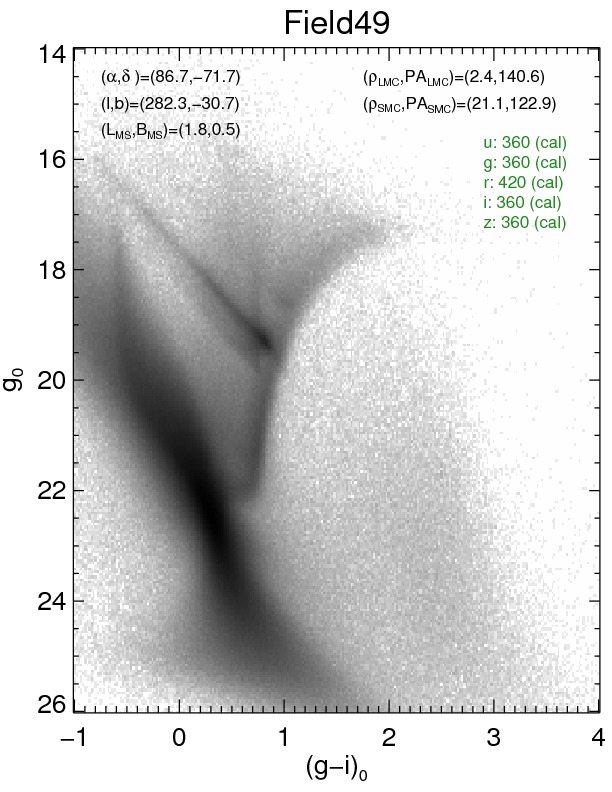 Field49
(α,δ )=(86.7,−71.7)
(ρLMC,PALMC)=(2.4,140.6)
(l,b)=(282.3,−30.7)
(ρSMC,PASMC)=(21.1,122.9)
(LMS,BMS)=(1.8,0.5)
u: 360 (cal)
g: 360 (cal)
r: 420 (cal)
i: 360 (cal)
z: 360 (cal)
14
16
18
20
22
24
26
g0
−1 0 1 2 3 4
(g−i)0